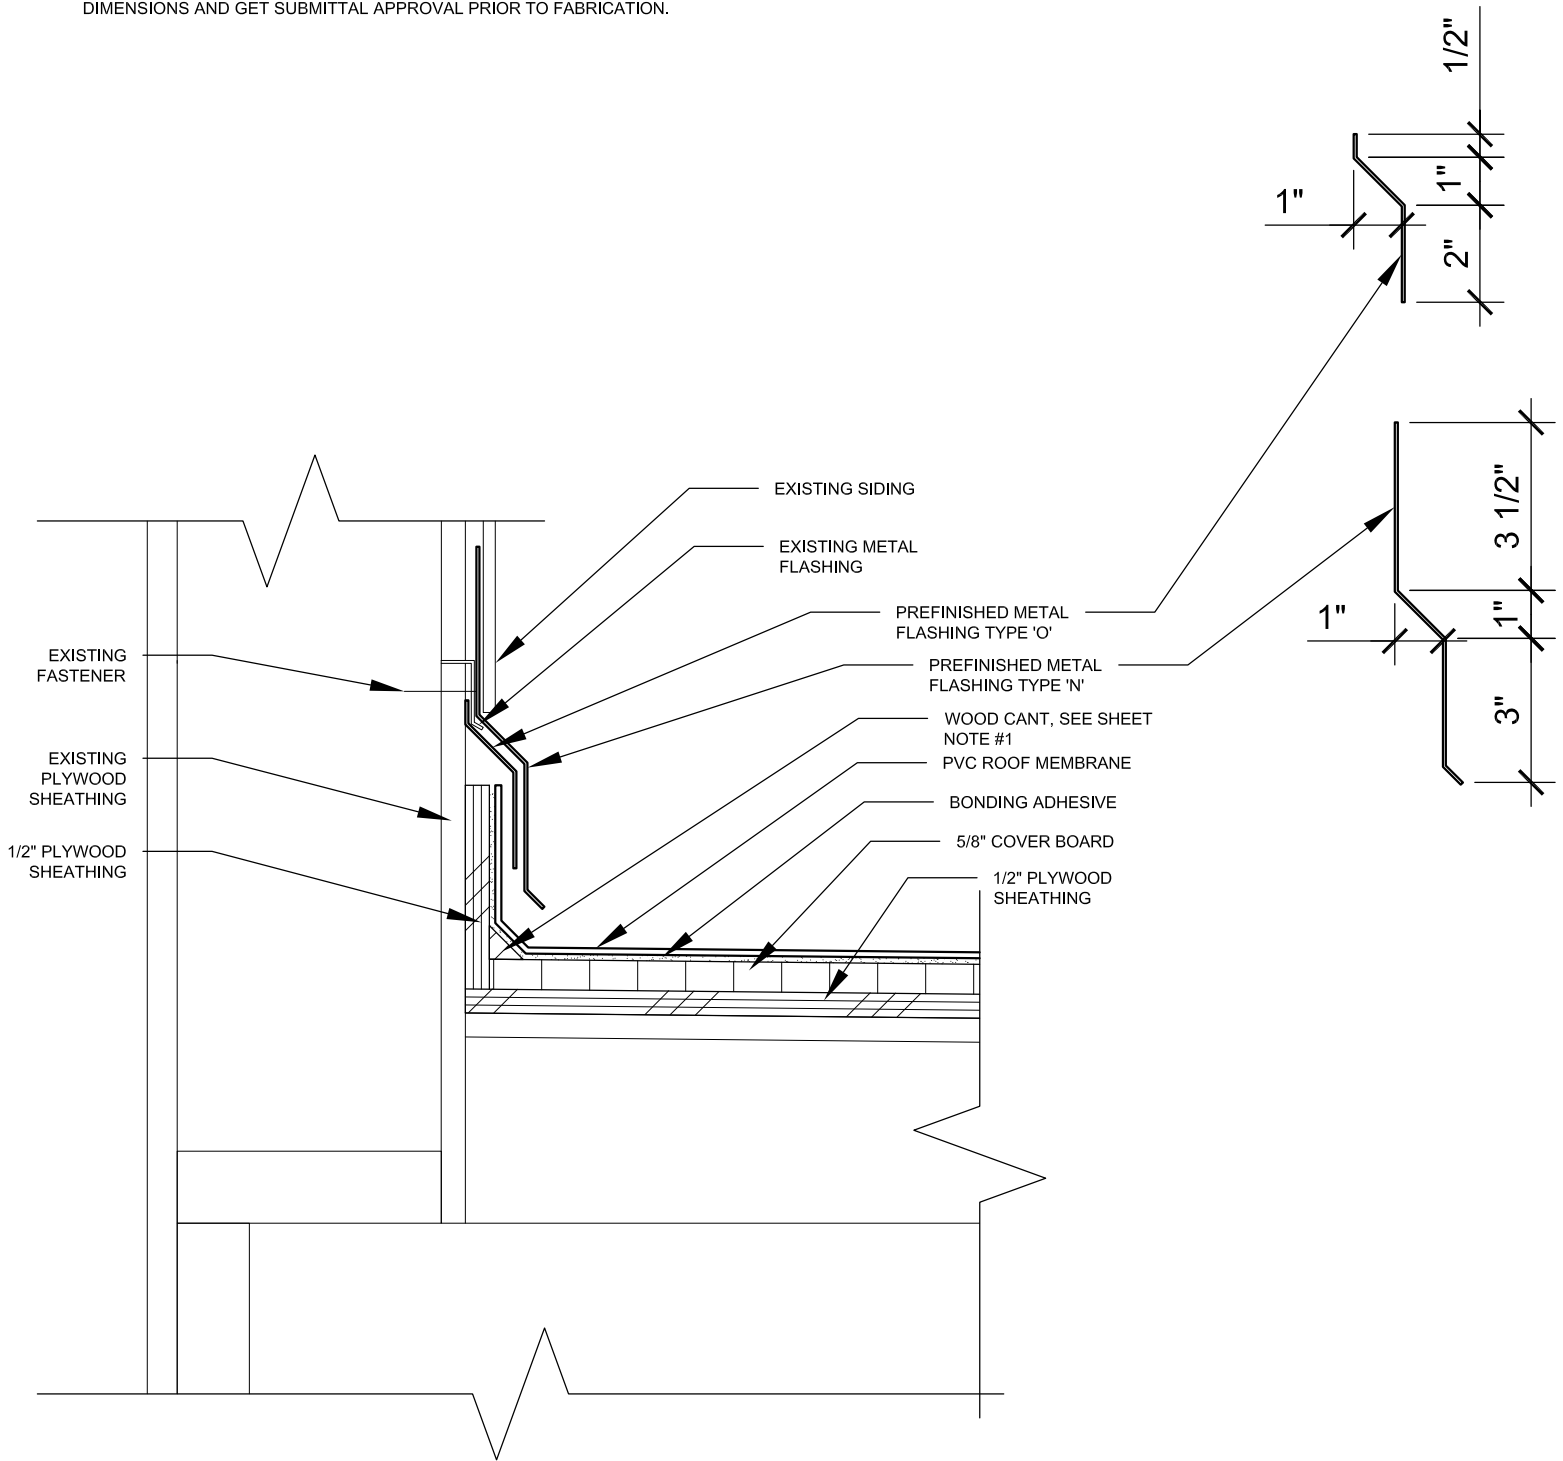 DIMENSIONS AND GET SUBMITTAL APPROVAL PRIOR TO FABRICATION.
1/2"
1"
1"
2"
EXISTING SIDING
EXISTING METAL
FLASHING
PREFINISHED METAL
FLASHING TYPE 'O'
PREFINISHED METAL
FLASHING TYPE 'N'
WOOD CANT, SEE SHEET
NOTE #1
PVC ROOF MEMBRANE
BONDING ADHESIVE
5/8" COVER BOARD
1/2" PLYWOOD
SHEATHING
EXISTING
FASTENER
EXISTING
PLYWOOD
SHEATHING
1/2" PLYWOOD
SHEATHING
3 1/2"
1"
1"
3"